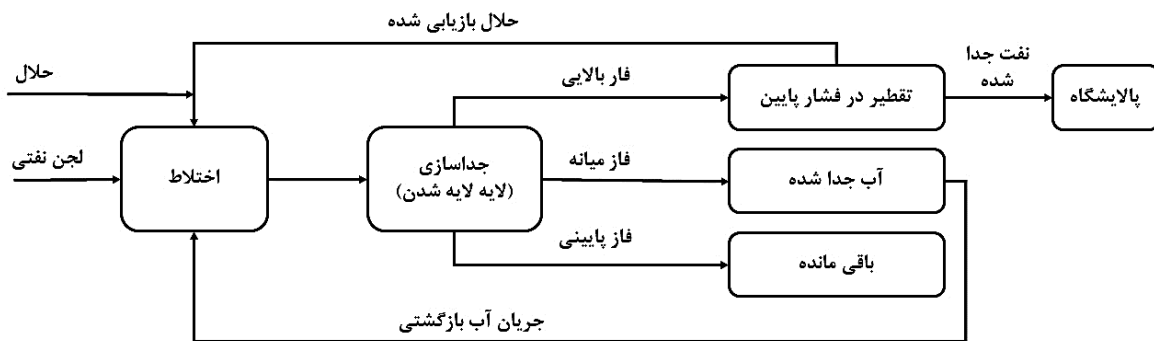 حلال بازیابی شده
حلال
لجن نفتی
اختلاط
جداسازی
(لایه لایه شدن)
فار بالایی
تقطیر در فشار پایین
نفت جدا
شده
پالایشگاه
فاز میانه
آب جدا شده
فاز پایینی
باقی مانده
جریان آب بازگشتی